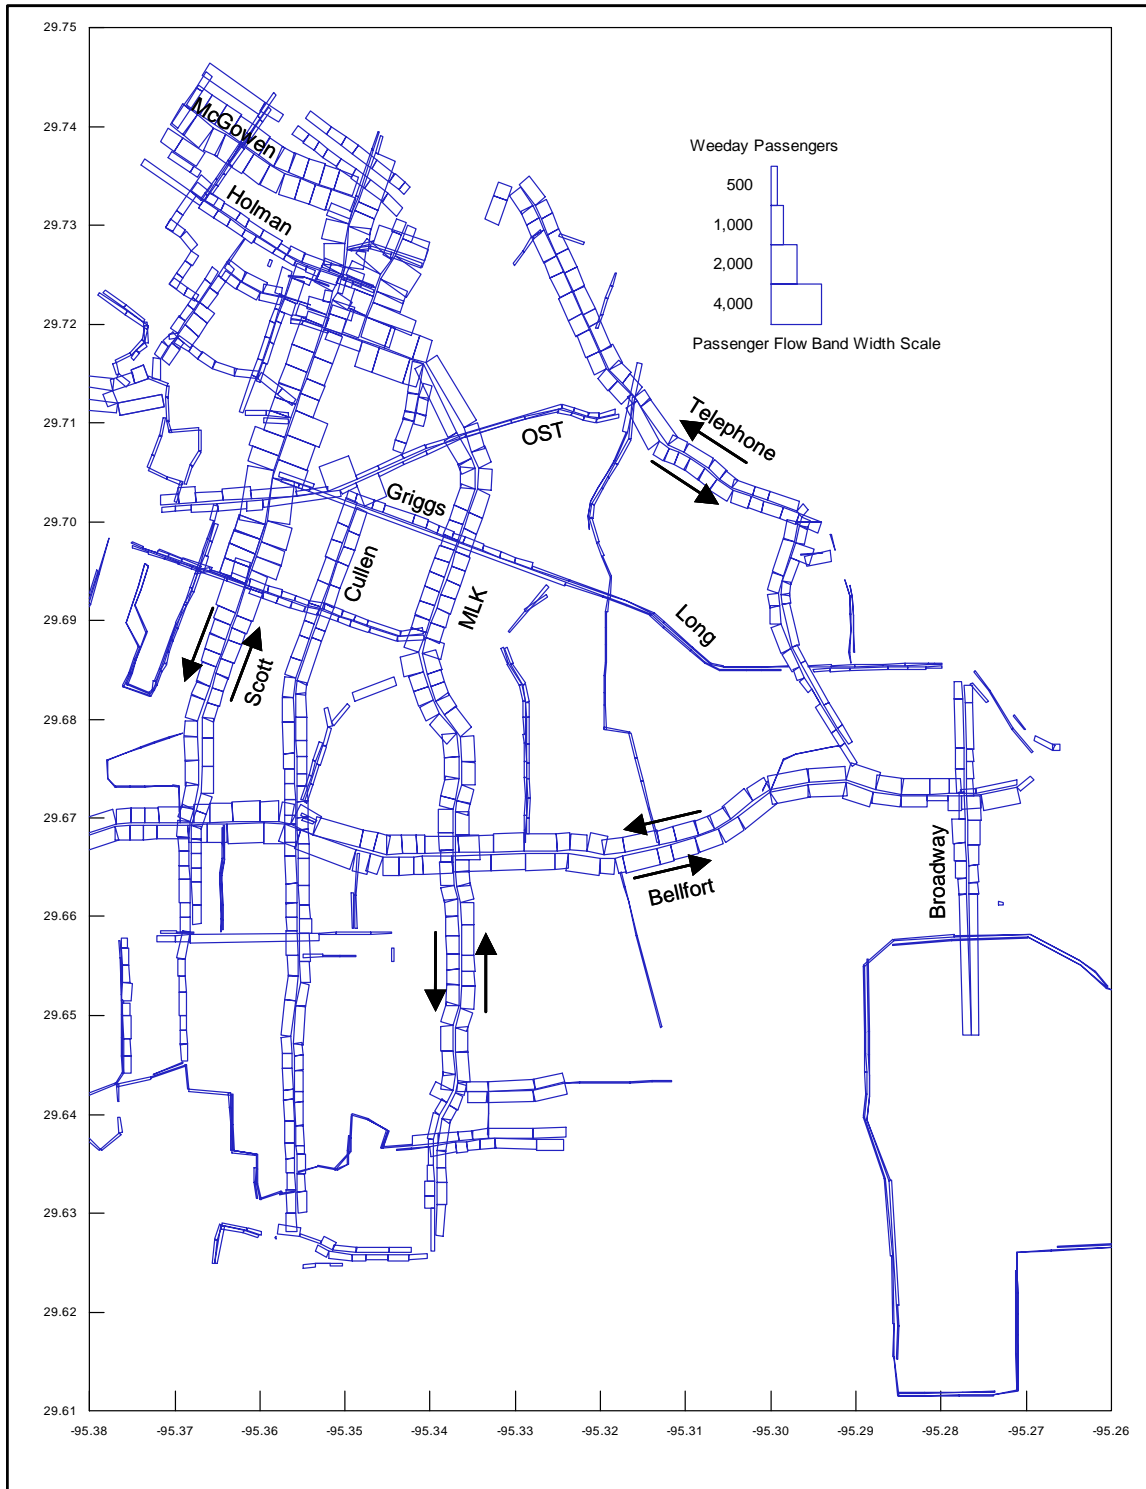 29.75
29.74
29.73
29.72
29.71
29.70
29.69
29.68
29.67
29.66
29.65
29.64
29.63
29.62
29.61
McGowen
Holman
Weeday Passengers
500
1,000
2,000
4,000
Passenger Flow Band Width Scale
Telephone
OST
Griggs
Cullen
MLK
Long
Scott
Bellfort
Broadway
-95.38
-95.37
-95.36
-95.35
-95.34
-95.33
-95.32
-95.31
-95.30
-95.29
-95.28
-95.27
-95.26